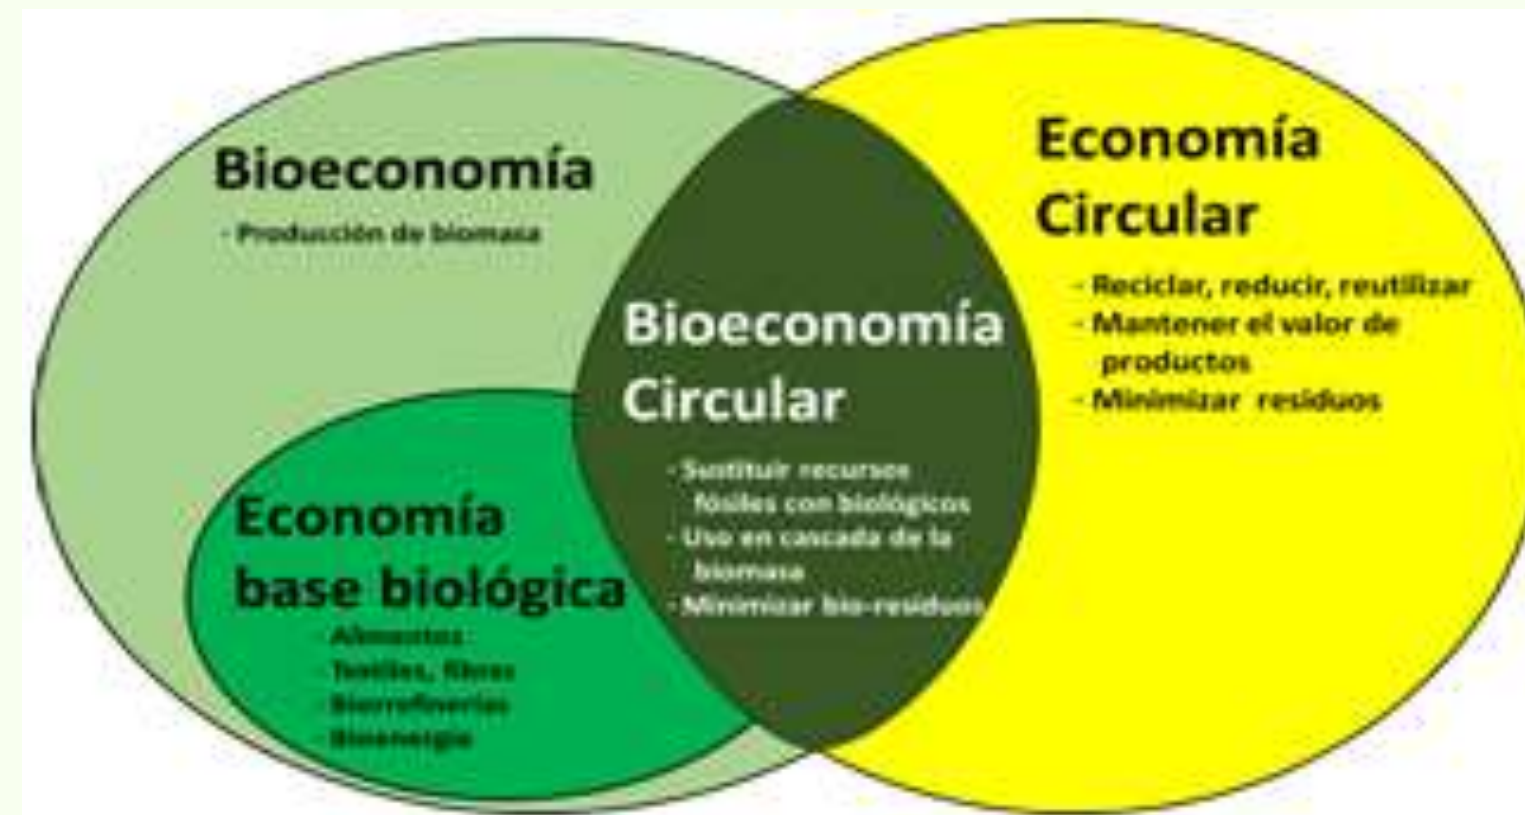 Bioeconomía
- Producción de biomasa
Economía
Circular
- Reciclar, reducir, reutilizar
- Mantener el valor de
productos
- Minimizar residuos
Bioeconomía
Circular
- Sustituir recursos
fósiles con biológicos
- Uso en cascada de la
biomasa
- Minimizar bio-residuos
Economía
base biológica
- Alimentos
- Textiles, fibras
- Biorrefinerías
- Bioenergía